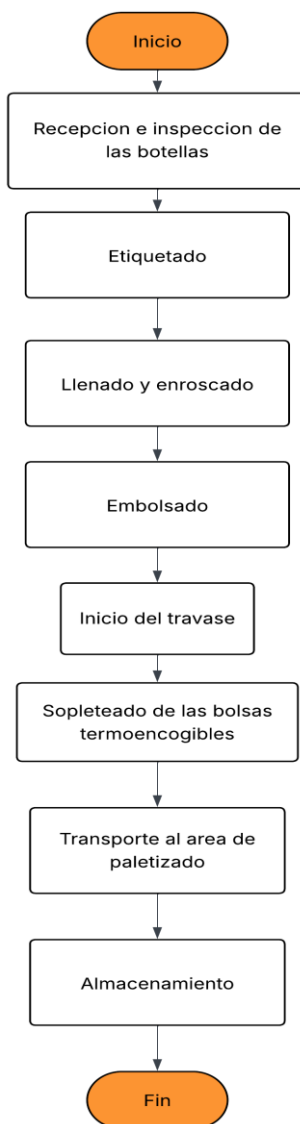 Inicio
Recepcion e inspeccion de
las botellas
Etiquetado
Llenado y enroscado
Embolsado
Inicio del travase
Sopleteado de las bolsas
termoencogibles
Transporte al area de
paletizado
Almacenamiento
Fin